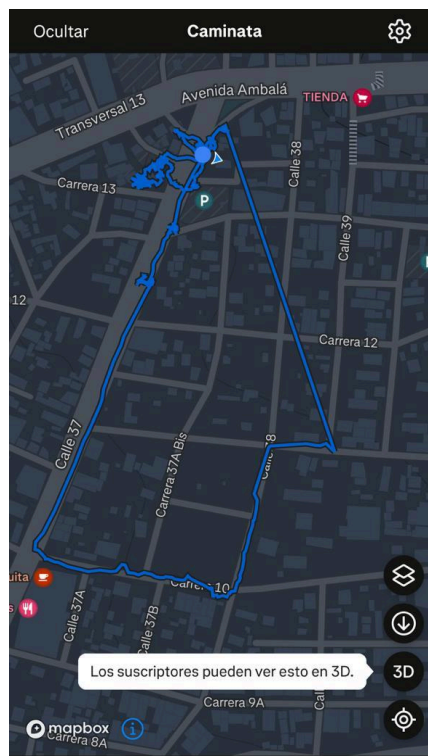 Ocultar
Caminata
Avenida Ambalá
Transversal 13
TIENDA
Calle 38
Carrera 13
P
Calle 39
12
Carrera 12
Calle 37
Carrera 37A Bis
uita
Carrera 10
s
Calle 37A
Calle 37B
Los suscriptores pueden ver esto en 3D.
3D
Carrera 9A
mapbox
i
Carrera 8A